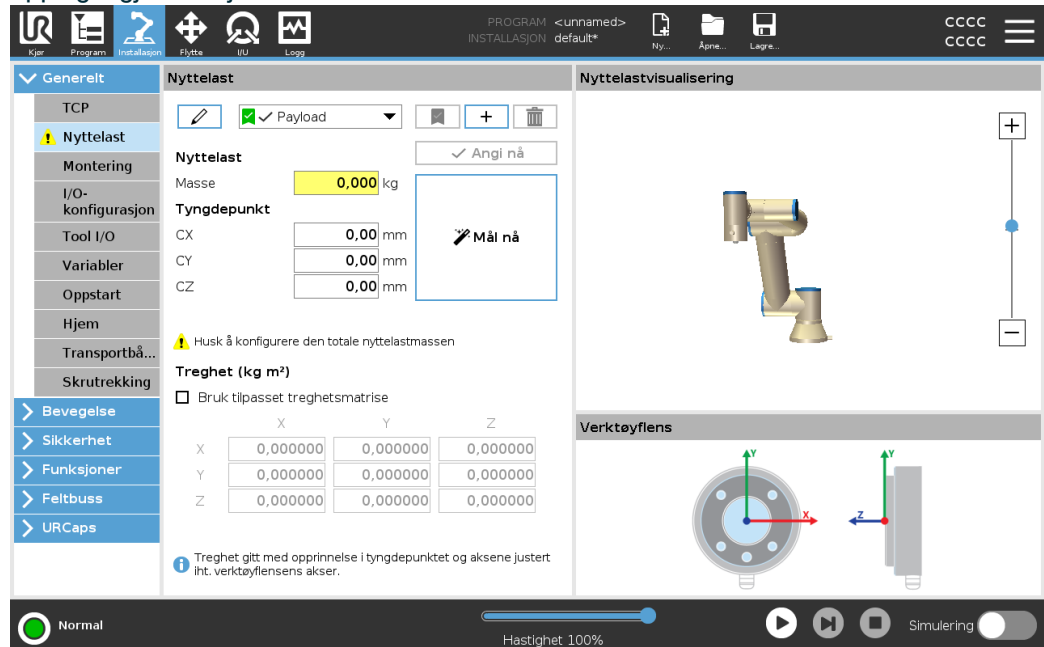 UR
Kjør
Program
Installasjon
Flytte
I/U
Logg
PROGRAM <unnamed>
INSTALLASJON default*
Ny...
Åpne...
Lagre...
cccc
cccc
Generelt
TCP
Nyttelast
Montering
I/O-
konfigurasjon
Tool I/O
Variabler
Oppstart
Hjem
Transportbå...
Skrutrekking
Bevegelse
Sikkerhet
Funksjoner
Feltbuss
URCaps
Nyttelast
Payload
Angi nå
Nyttelast
Masse 0,000 kg
Tyngdepunkt
CX 0,00 mm
CY 0,00 mm
CZ 0,00 mm
Mål nå
Husk å konfigurere den totale nyttelastmassen
Treghet (kg m²)
Bruk tilpasset treghetsmatrise
X Y Z
X 0,000000 0,000000 0,000000
Y 0,000000 0,000000 0,000000
Z 0,000000 0,000000 0,000000
Treghet gitt med opprinnelse i tyngdepunktet og aksene justert
iht. verktøyflensens akser.
Nyttelastvisualisering
Verktøyflens
Y
X
Y
Z
Normal
Hastighet 100%
Simulering